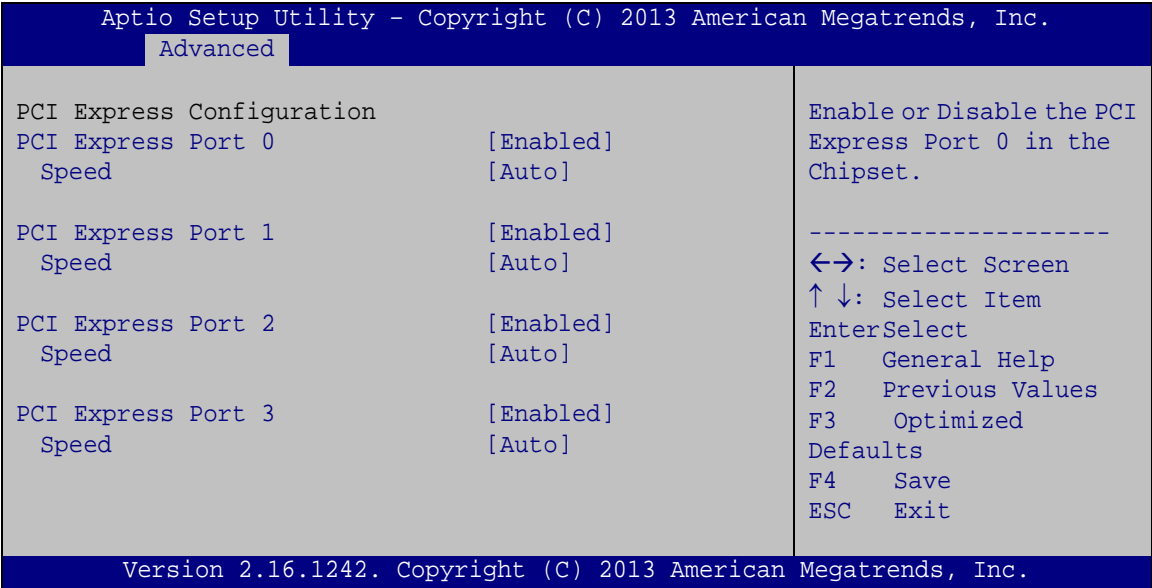 Aptio Setup Utility – Copyright (C) 2013 American Megatrends, Inc.
Advanced
PCI Express Configuration
PCI Express Port 0 [Enabled]
Speed [Auto]
PCI Express Port 1 [Enabled]
Speed [Auto]
PCI Express Port 2 [Enabled]
Speed [Auto]
PCI Express Port 3 [Enabled]
Speed [Auto]
Enable or Disable the PCI
Express Port 0 in the
Chipset.
---------------------
←→: Select Screen
↑ ↓: Select Item
EnterSelect
F1 General Help
F2 Previous Values
F3 Optimized
Defaults
F4 Save
ESC Exit
Version 2.16.1242. Copyright (C) 2013 American Megatrends, Inc.